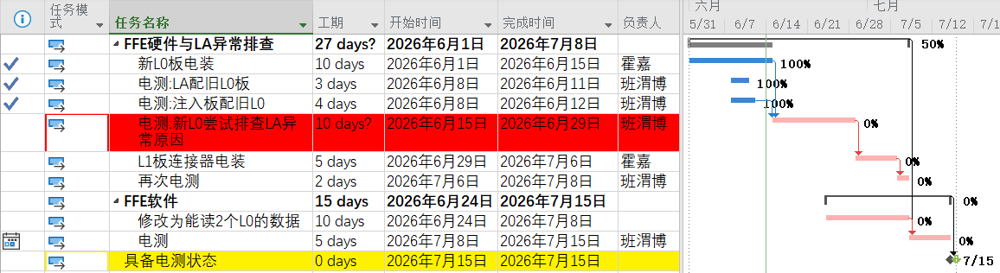 任务模式 任务名称 工期 开始时间 完成时间 负责人
六月 七月
5/31 6/7 6/14 6/21 6/28 7/5 7/12 7/1
FFE硬件与LA异常排查 27 days? 2026年6月1日 2026年7月8日 50%
新L0板电装 10 days 2026年6月1日 2026年6月15日 霍嘉 100%
电测:LA配旧L0板 3 days 2026年6月8日 2026年6月11日 班渭博 100%
电测:注入板配旧L0 4 days 2026年6月8日 2026年6月12日 班渭博 100%
电测:新L0尝试排查LA异常原因 10 days? 2026年6月15日 2026年6月29日 班渭博 0%
L1板连接器电装 5 days 2026年6月29日 2026年7月6日 霍嘉 0%
再次电测 2 days 2026年7月6日 2026年7月8日 班渭博 0%
FFE软件 15 days 2026年6月24日 2026年7月15日 0%
修改为能读2个L0的数据 10 days 2026年6月24日 2026年7月8日 0%
电测 5 days 2026年7月8日 2026年7月15日 班渭博 0%
具备电测状态 0 days 2026年7月15日 2026年7月15日 7/15